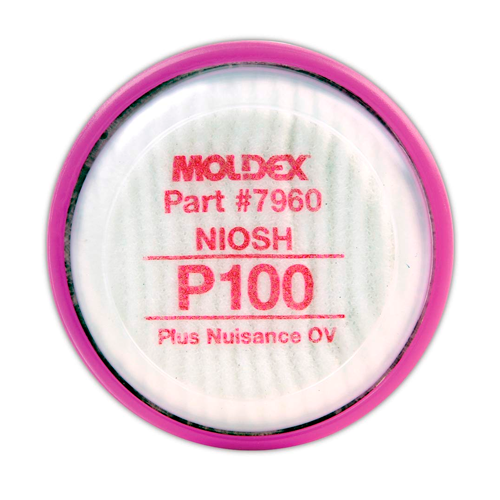 MOLDEX
Part #7960
NIOSH
P100
Plus Nuisance OV